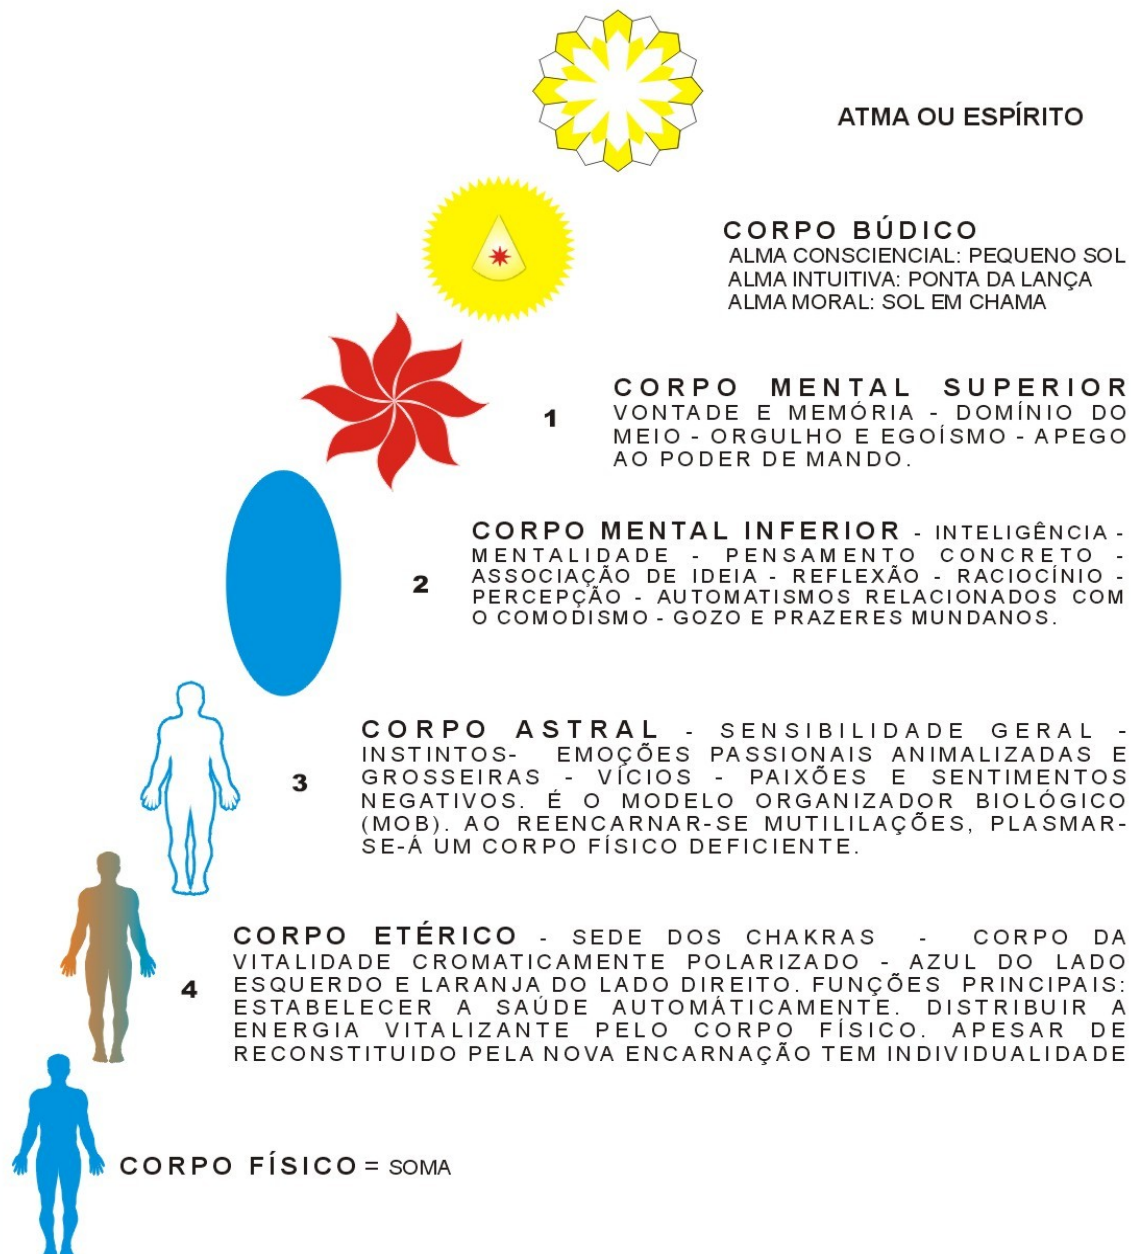 ATMA OU ESPÍRITO
CORPO BÚDICO
ALMA CONSCIENCIAL: PEQUENO SOL
ALMA INTUITIVA: PONTA DA LANÇA
ALMA MORAL: SOL EM CHAMA
1
CORPO MENTAL SUPERIOR
VONTADE E MEMÓRIA - DOMÍNIO DO
MEIO - ORGULHO E EGOÍSMO - APEGO
AO PODER DE MANDO.
2
CORPO MENTAL INFERIOR - INTELIGÊNCIA -
MENTALIDADE - PENSAMENTO CONCRETO -
ASSOCIAÇÃO DE IDEIA - REFLEXÃO - RACIOCÍNIO -
PERCEPÇÃO - AUTOMATISMOS RELACIONADOS COM
O COMODISMO - GOZO E PRAZERES MUNDANOS.
3
CORPO ASTRAL - SENSIBILIDADE GERAL -
INSTINTOS- EMOÇÕES PASSIONAIS ANIMALIZADAS E
GROSSEIRAS - VÍCIOS - PAIXÕES E SENTIMENTOS
NEGATIVOS. É O MODELO ORGANIZADOR BIOLÓGICO
(MOB). AO REENCARNAR-SE MUTILILAÇÕES, PLASMAR-
SE-Á UM CORPO FÍSICO DEFICIENTE.
4
CORPO ETÉRICO - SEDE DOS CHAKRAS - CORPO DA
VITALIDADE CROMATICAMENTE POLARIZADO - AZUL DO LADO
ESQUERDO E LARANJA DO LADO DIREITO. FUNÇÕES PRINCIPAIS:
ESTABELECER A SAÚDE AUTOMÁTICAMENTE. DISTRIBUIR A
ENERGIA VITALIZANTE PELO CORPO FÍSICO. APESAR DE
RECONSTITUIDO PELA NOVA ENCARNAÇÃO TEM INDIVIDUALIDADE
CORPO FÍSICO = SOMA